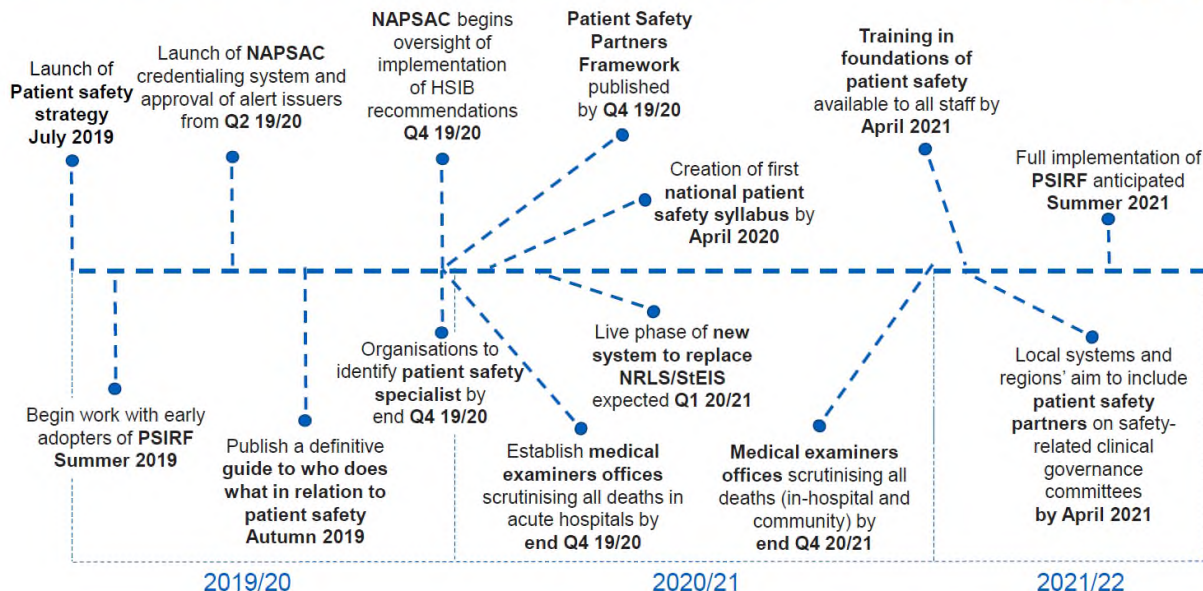 Launch of
Patient safety
strategy
July 2019
Launch of NAPSAC
credentialing system and
approval of alert issuers
from Q2 19/20
NAPSAC begins
oversight of
implementation
of HSIB
recommendations
Q4 19/20
Patient Safety
Partners
Framework
published
by Q4 19/20
Creation of first
national patient
safety syllabus by
April 2020
Training in
foundations of
patient safety
available to all staff by
April 2021
Full implementation of
PSIRF anticipated
Summer 2021
Begin work with early
adopters of PSIRF
Summer 2019
Publish a definitive
guide to who does
what in relation to
patient safety
Autumn 2019
Organisations to
identify patient safety
specialist by
end Q4 19/20
Establish medical
examiners offices
scrutinising all deaths in
acute hospitals by
end Q4 19/20
Live phase of new
system to replace
NRLS/StEIS
expected Q1 20/21
Medical examiners
offices scrutinising all
deaths (in-hospital and
community) by
end Q4 20/21
Local systems and
regions' aim to include
patient safety
partners on safety-
related clinical
governance
committees
by April 2021
2019/20
2020/21
2021/22